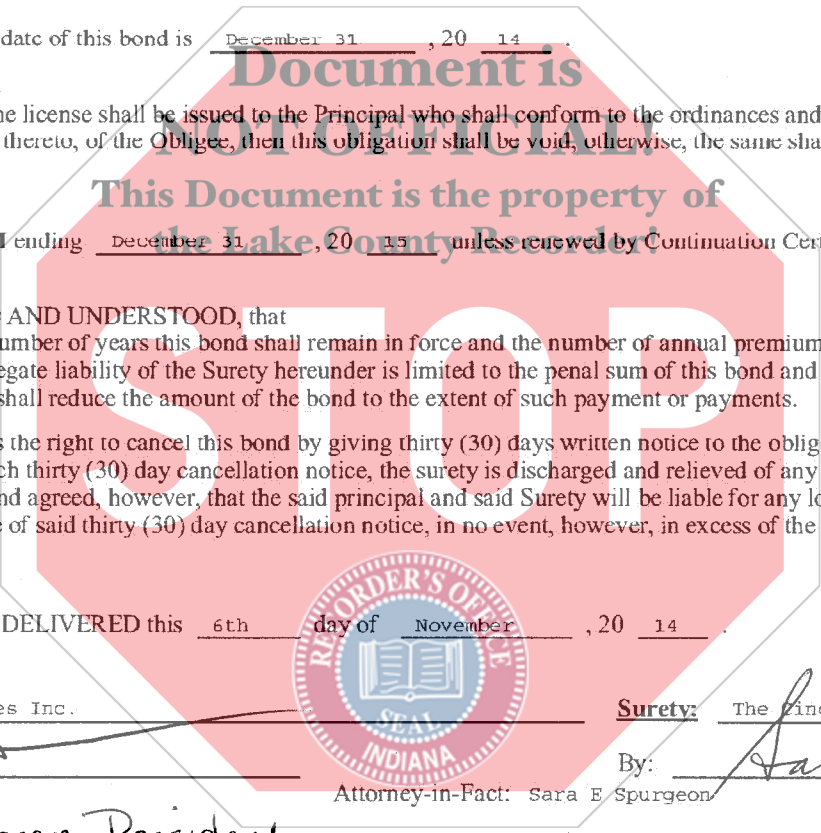 date of this bond is December 31 , 20 14 .
Document is
ne license shall be issued to the Principal who shall conform to the ordinances and
NOT OFFICIAL!
thereto, of the Obligee, then this obligation shall be void, otherwise, the same sha
This Document is the property of
ending December 31 , 20 15 unless renewed by Continuation Cer
the Lake County Recorder!
AND UNDERSTOOD, that
umber of years this bond shall remain in force and the number of annual premium
egate liability of the Surety hereunder is limited to the penal sum of this bond and
shall reduce the amount of the bond to the extent of such payment or payments.
STOP
s the right to cancel this bond by giving thirty (30) days written notice to the oblig
ch thirty (30) day cancellation notice, the surety is discharged and relieved of any
nd agreed, however, that the said principal and said Surety will be liable for any lo
e of said thirty (30) day cancellation notice, in no event, however, in excess of the
DELIVERED this 6th day of November , 20 14 .
RECORDER'S OFFICE
SEAL
INDIANA
es Inc.
Surety: The Cinc
By: Sa
Attorney-in-Fact: Sara E Spurgeon
President